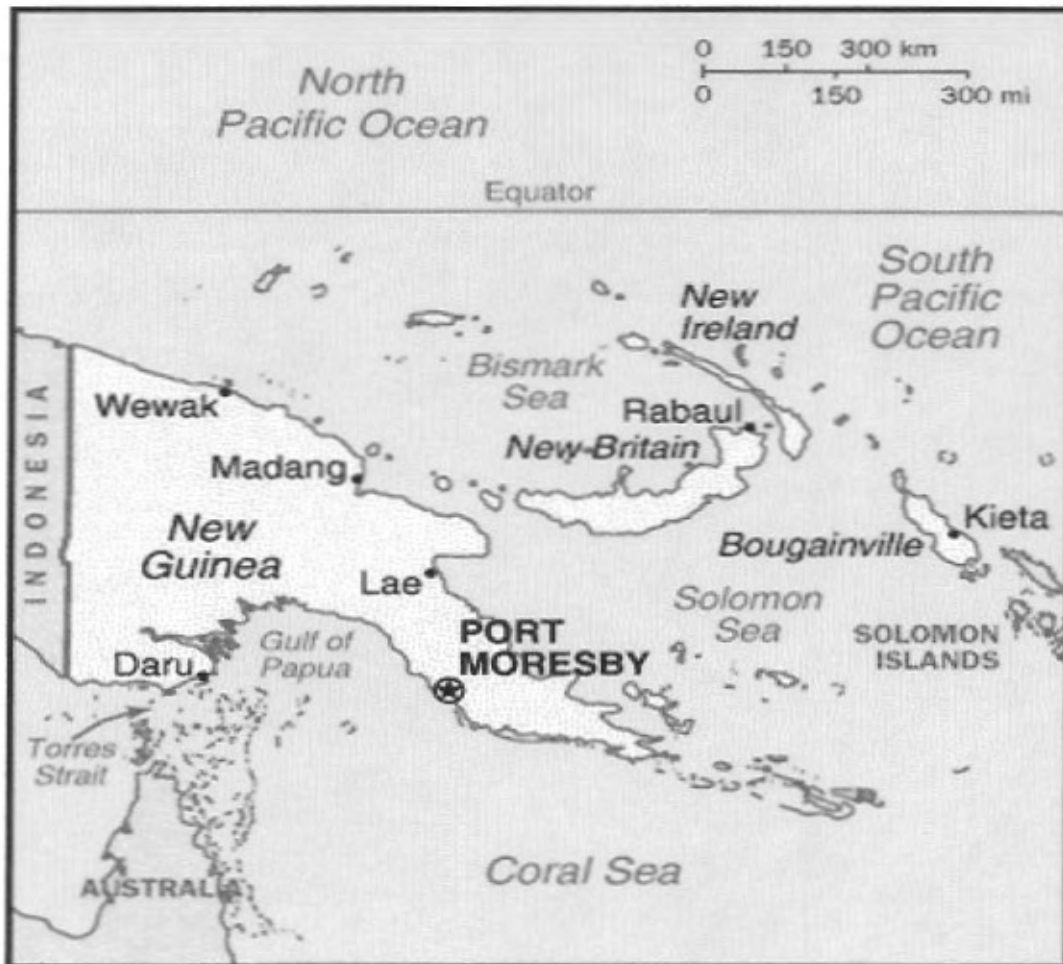 0 150 300 km
0 150 300 mi
North
Pacific Ocean
Equator
South
Pacific
Ocean
New
Ireland
Bismark
Sea
Wewak
Rabaul
New Britain
Madang
INDONESIA
New
Guinea
Kieta
Bougainville
Lae
Solomon
Sea
PORT
MORESBY
SOLOMON
ISLANDS
Gulf of
Papua
Daru
Torres
Strait
Coral Sea
AUSTRALIA